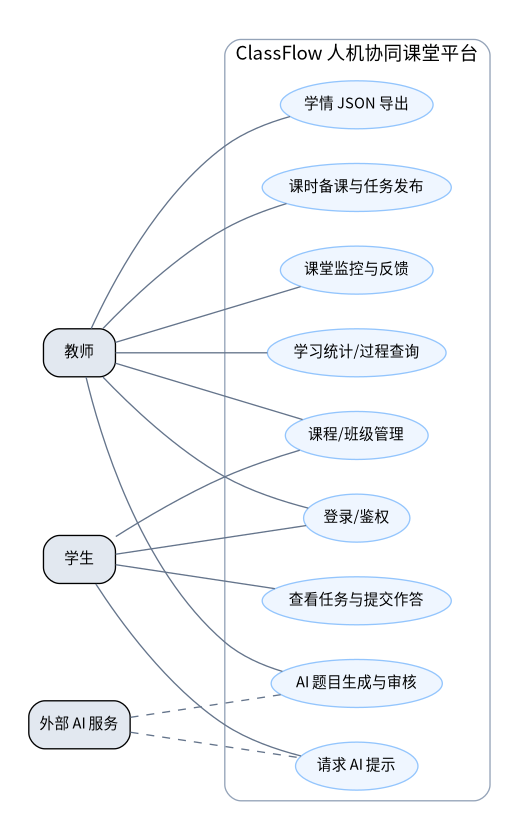 ClassFlow 人机协同课堂平台
学情 JSON 导出
课时备课与任务发布
课堂监控与反馈
教师
学习统计/过程查询
课程/班级管理
登录/鉴权
学生
查看任务与提交作答
AI 题目生成与审核
外部 AI 服务
请求 AI 提示